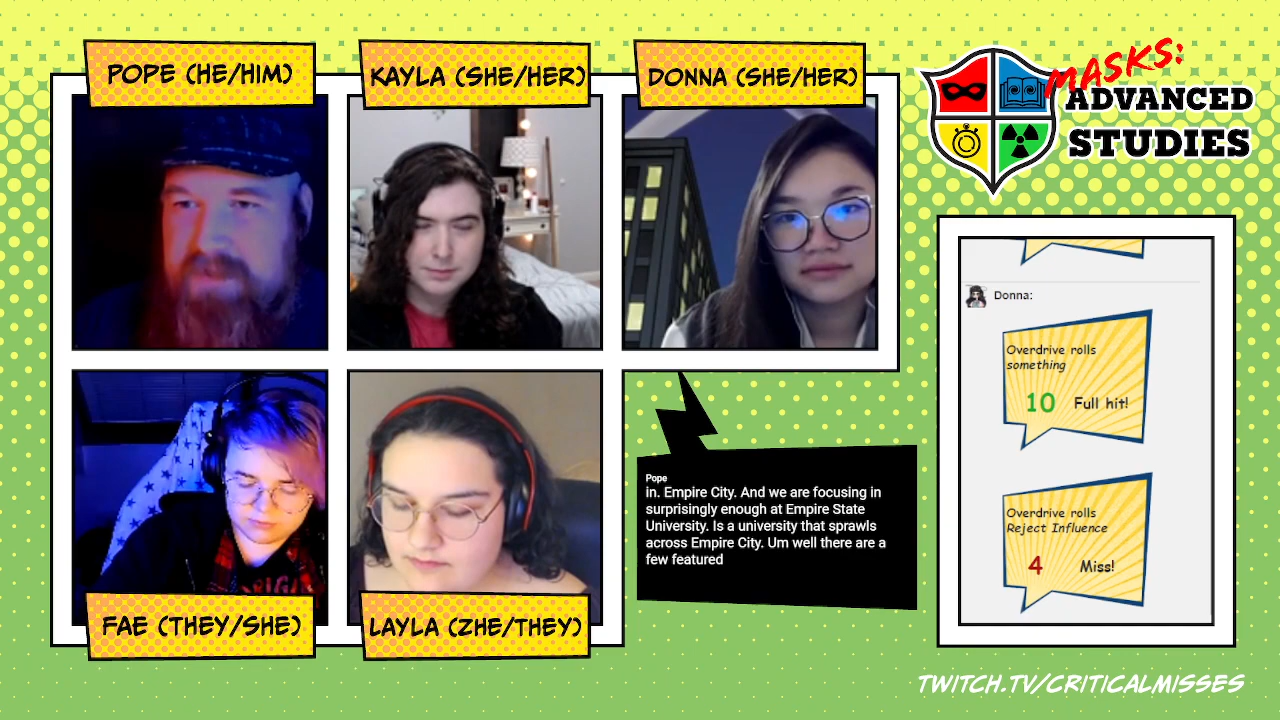 POPE (HE/HIM)
KAYLA (SHE/HER)
DONNA (SHE/HER)
MASKS:
ADVANCED
STUDIES
Donna:
Overdrive rolls
something
10 Full hit!
Overdrive rolls
Reject Influence
4 Miss!
Pope
in. Empire City. And we are focusing in
surprisingly enough at Empire State
University. Is a university that sprawls
across Empire City. Um well there are a
few featured
FAE (THEY/SHE)
LAYLA (ZHE/THEY)
TWITCH.TV/CRITICALMISSES